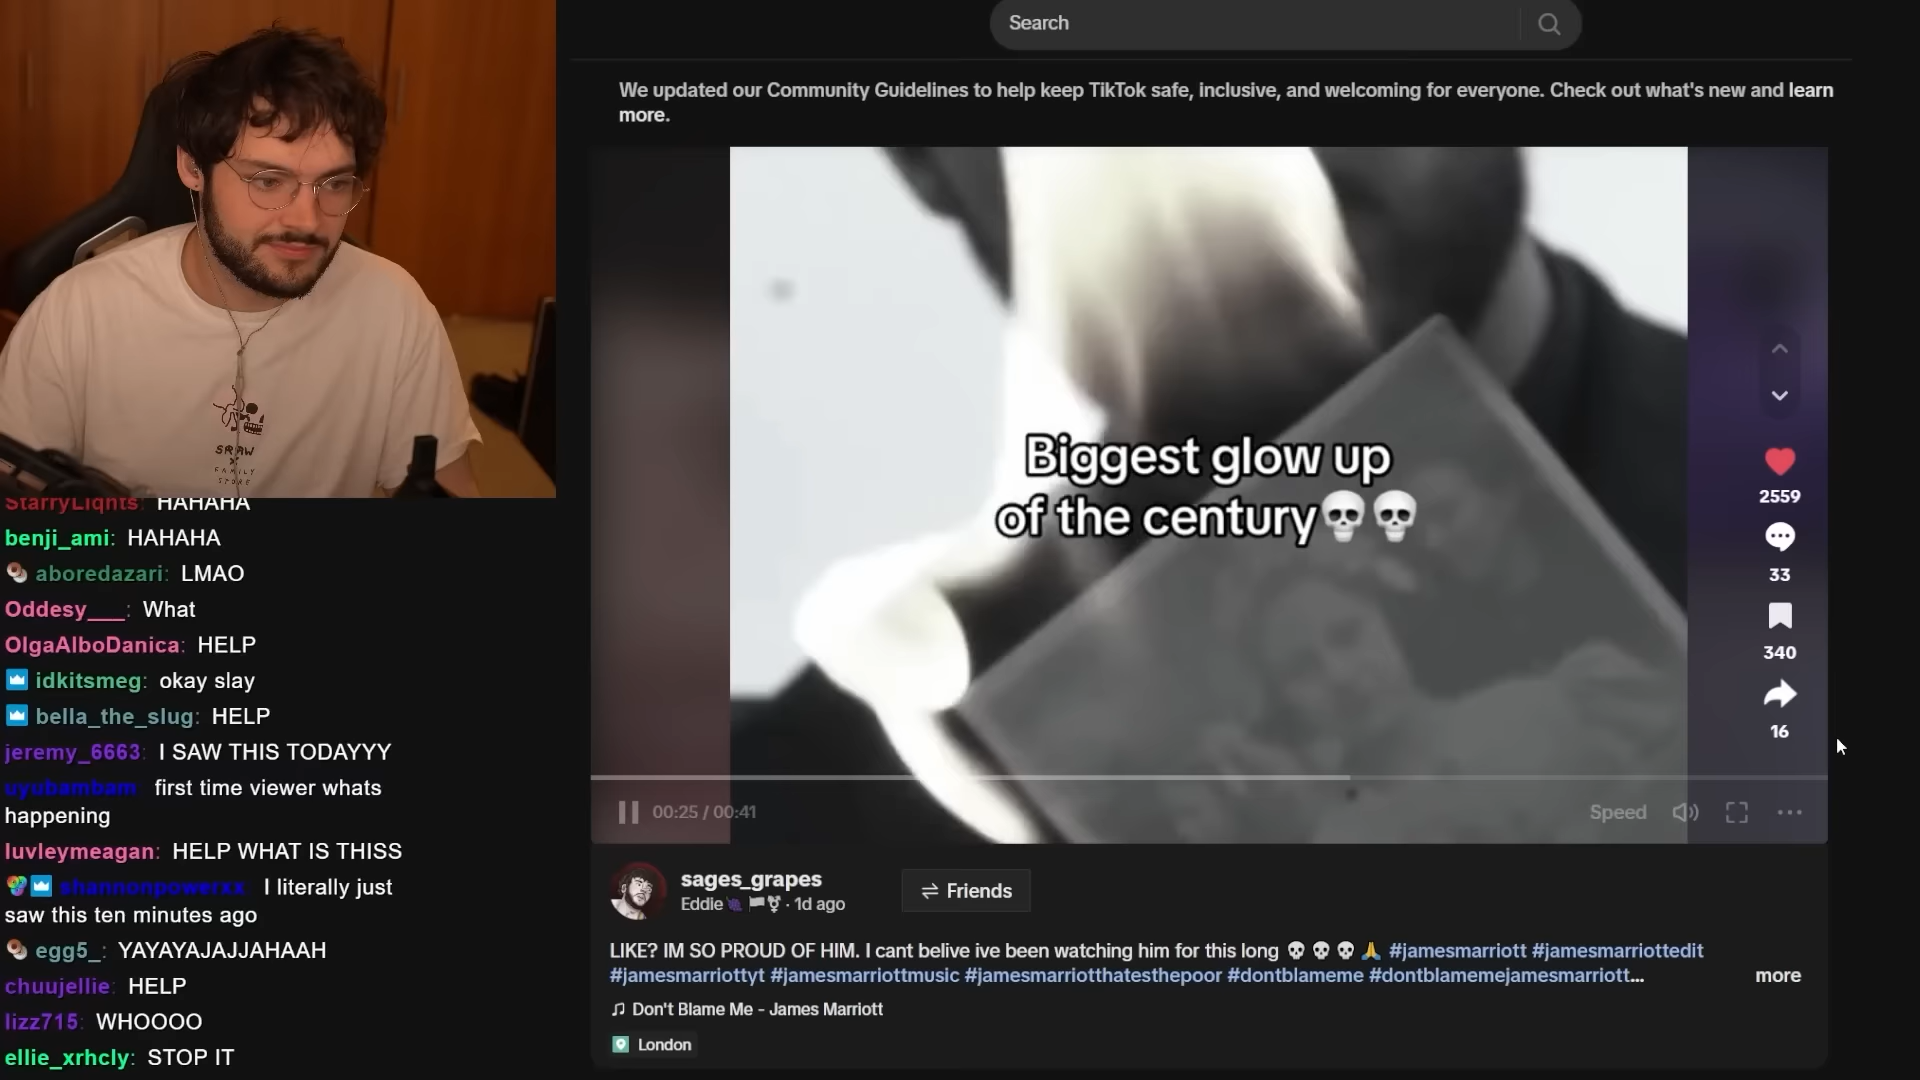 Search
We updated our Community Guidelines to help keep TikTok safe, inclusive, and welcoming for everyone. Check out what's new and learn
more.
Biggest glow up
of the century💀💀
2559
33
340
16
00:25 / 00:41
Speed
sages_grapes
Eddie🍇🏳⚧ · 1d ago
Friends
LIKE? IM SO PROUD OF HIM. I cant belive ive been watching him for this long 💀💀💀🙏 #jamesmarriott #jamesmarriottedit
#jamesmarriottyt #jamesmarriottmusic #jamesmarriotthatesthepoor #dontblameme #dontblamemejamesmarriott...
more
♫ Don't Blame Me - James Marriott
London
FAMILY
STORE
StarryLights: HAHAHA
benji_ami: HAHAHA
aboredazari: LMAO
Oddesy___: What
OlgaAlboDanica: HELP
idkitsmeg: okay slay
bella_the_slug: HELP
jeremy_6663: I SAW THIS TODAYYY
uyubambam: first time viewer whats
happening
luvleymeagan: HELP WHAT IS THISS
shannonpowerxx: I literally just
saw this ten minutes ago
egg5_: YAYAYAJAJJAHAAH
chuujellie: HELP
lizz715: WHOOOO
ellie_xrhcly: STOP IT